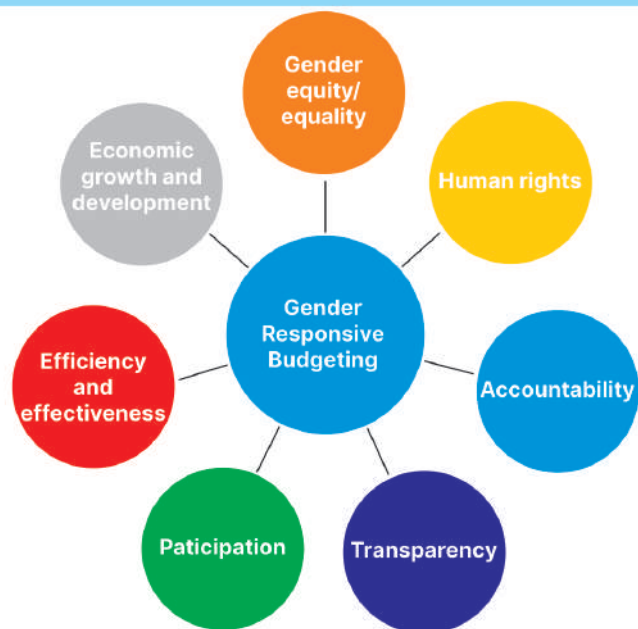 Gender
equity/
equality
Human rights
Accountability
Transparency
Paticipation
Efficiency
and
effectiveness
Economic
growth and
development
Gender
Responsive
Budgeting